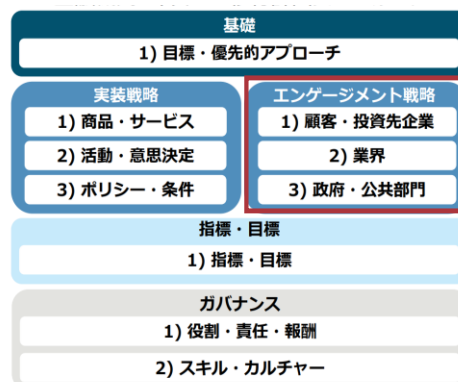 基礎
1) 目標・優先的アプローチ
実装戦略
1) 商品・サービス
2) 活動・意思決定
3) ポリシー・条件
エンゲージメント戦略
1) 顧客・投資先企業
2) 業界
3) 政府・公共部門
指標・目標
1) 指標・目標
ガバナンス
1) 役割・責任・報酬
2) スキル・カルチャー